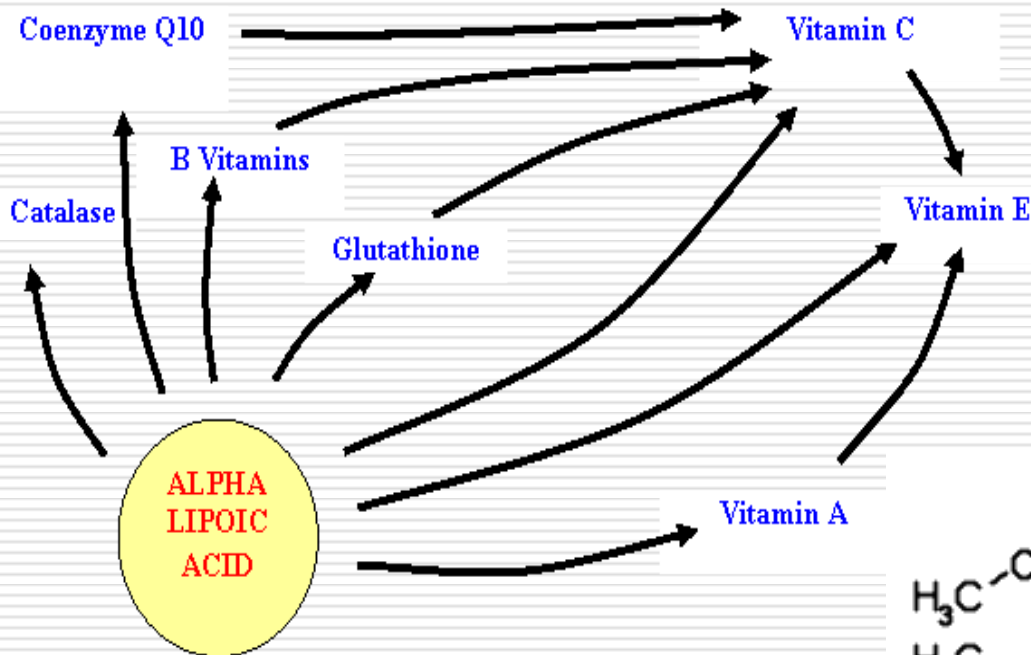 Coenzyme Q10
Vitamin C
B Vitamins
Catalase
Vitamin E
Glutathione
ALPHA
LIPOIC
ACID
Vitamin A
H₃C